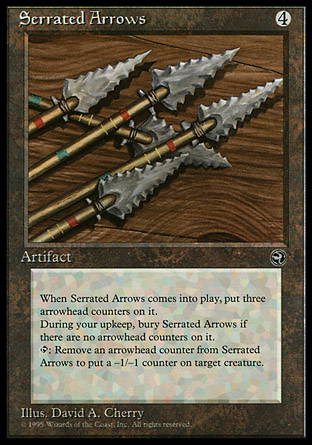 Serrated Arrows 4
Artifact
When Serrated Arrows comes into play, put three
arrowhead counters on it.
During your upkeep, bury Serrated Arrows if
there are no arrowhead counters on it.
: Remove an arrowhead counter from Serrated
Arrows to put a –1/–1 counter on target creature.
Illus. David A. Cherry
© 1995 Wizards of the Coast, Inc. All rights reserved.